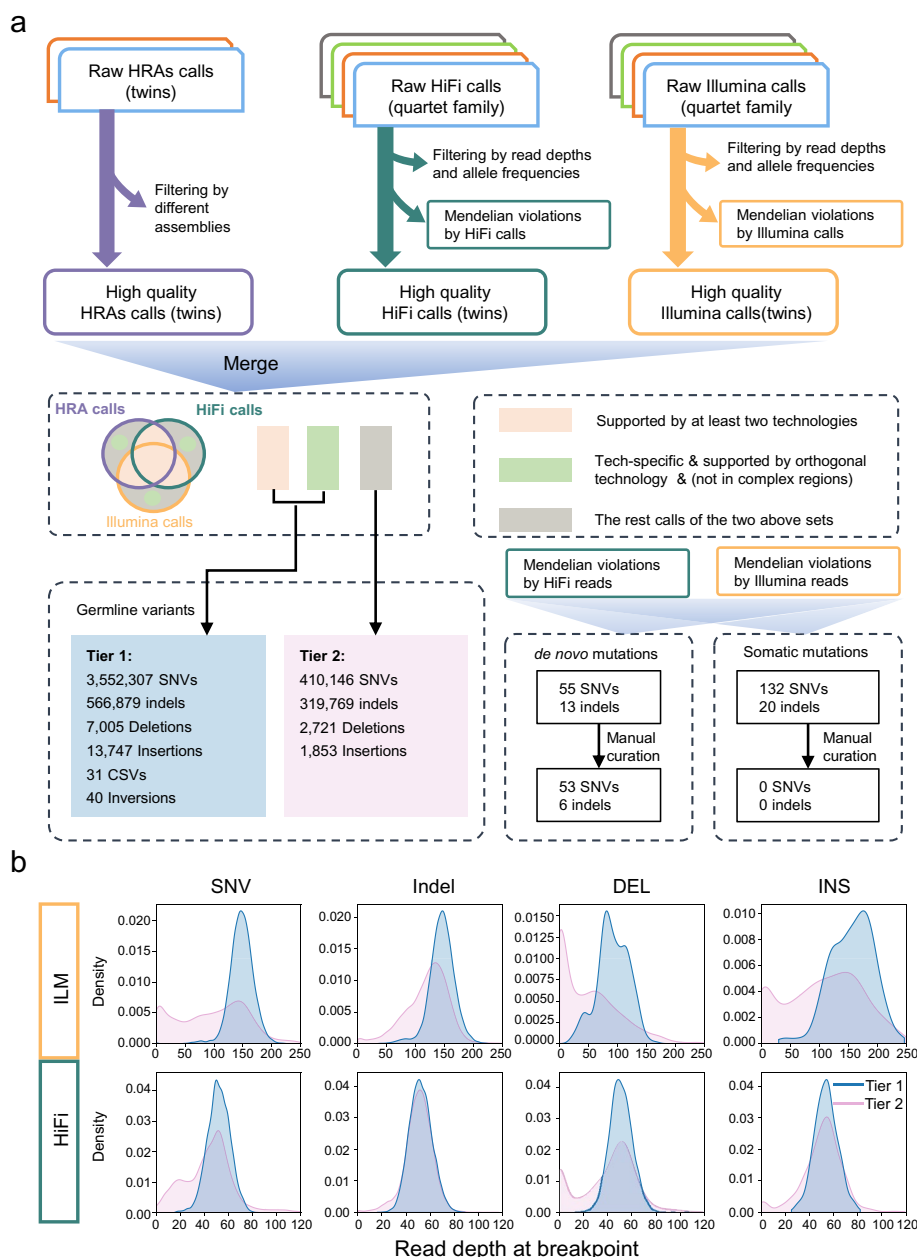 a
Raw HRAs calls
(twins)
Raw HiFi calls
(quartet family)
Raw Illumina calls
(quartet family
Filtering by
different
assemblies
Filtering by read depths
and allele frequencies
Mendelian violations
by HiFi calls
Filtering by read depths
and allele frequencies
Mendelian violations
by Illumina calls
High quality
HRAs calls (twins)
High quality
HiFi calls (twins)
High quality
Illumina calls(twins)
Merge
HRA calls
HiFi calls
Illumina calls
Supported by at least two technologies
Tech-specific & supported by orthogonal
technology & (not in complex regions)
The rest calls of the two above sets
Mendelian violations
by HiFi reads
Mendelian violations
by Illumina reads
Germline variants
Tier 1:
3,552,307 SNVs
566,879 indels
7,005 Deletions
13,747 Insertions
31 CSVs
40 Inversions
Tier 2:
410,146 SNVs
319,769 indels
2,721 Deletions
1,853 Insertions
de novo mutations
55 SNVs
13 indels
Manual
curation
53 SNVs
6 indels
Somatic mutations
132 SNVs
20 indels
Manual
curation
0 SNVs
0 indels
b
SNV
Indel
DEL
INS
ILM
Density
0.020
0.015
0.010
0.005
0.000
0 50 100 150 200 250
0.020
0.015
0.010
0.005
0.000
0 50 100 150 200 250
0.0150
0.0125
0.0100
0.0075
0.0050
0.0025
0.0000
0 50 100 150 200 250
0.010
0.008
0.006
0.004
0.002
0.000
0 50 100 150 200 250
HiFi
Density
0.04
0.03
0.02
0.01
0.00
0 20 40 60 80 100 120
0.04
0.03
0.02
0.01
0.00
0 20 40 60 80 100 120
0.04
0.03
0.02
0.01
0.00
0 20 40 60 80 100 120
0.04
0.03
0.02
0.01
0.00
0 20 40 60 80 100 120
Tier 1
Tier 2
Read depth at breakpoint